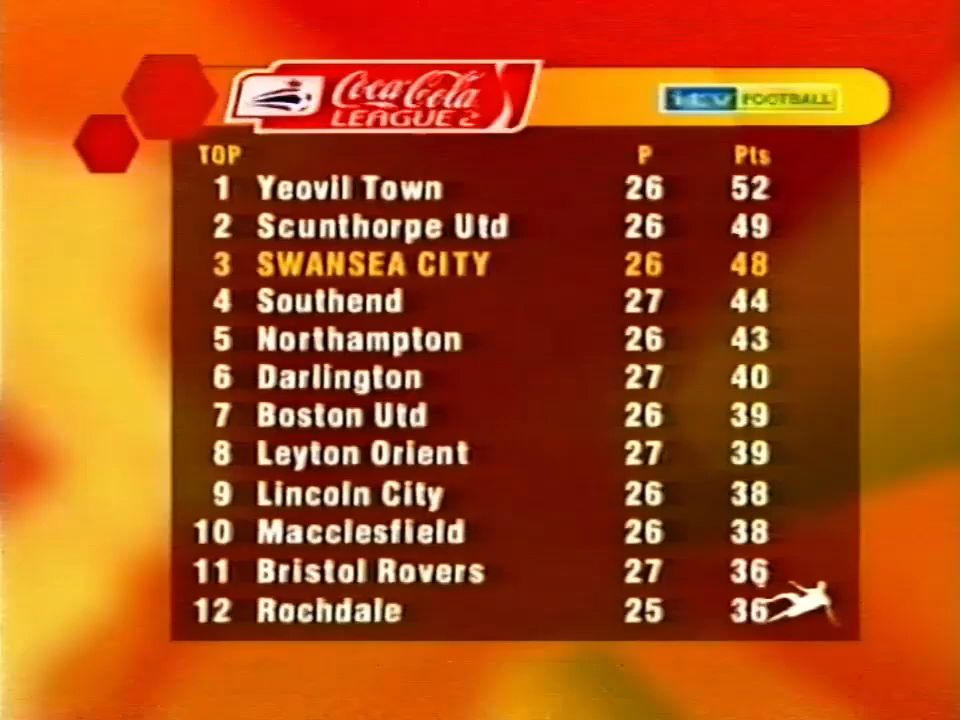 Coca-Cola
LEAGUE 2
itv FOOTBALL
TOP P Pts
1 Yeovil Town 26 52
2 Scunthorpe Utd 26 49
3 SWANSEA CITY 26 48
4 Southend 27 44
5 Northampton 26 43
6 Darlington 27 40
7 Boston Utd 26 39
8 Leyton Orient 27 39
9 Lincoln City 26 38
10 Macclesfield 26 38
11 Bristol Rovers 27 36
12 Rochdale 25 36